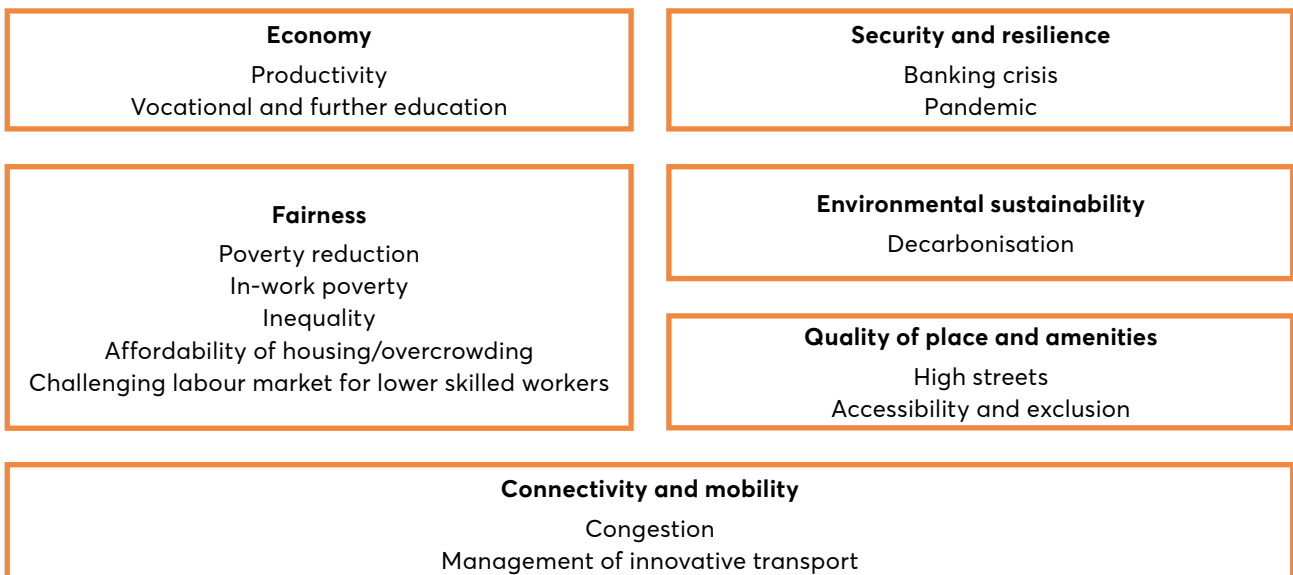 Economy
Productivity
Vocational and further education
Security and resilience
Banking crisis
Pandemic
Fairness
Poverty reduction
In-work poverty
Inequality
Affordability of housing/overcrowding
Challenging labour market for lower skilled workers
Environmental sustainability
Decarbonisation
Quality of place and amenities
High streets
Accessibility and exclusion
Connectivity and mobility
Congestion
Management of innovative transport